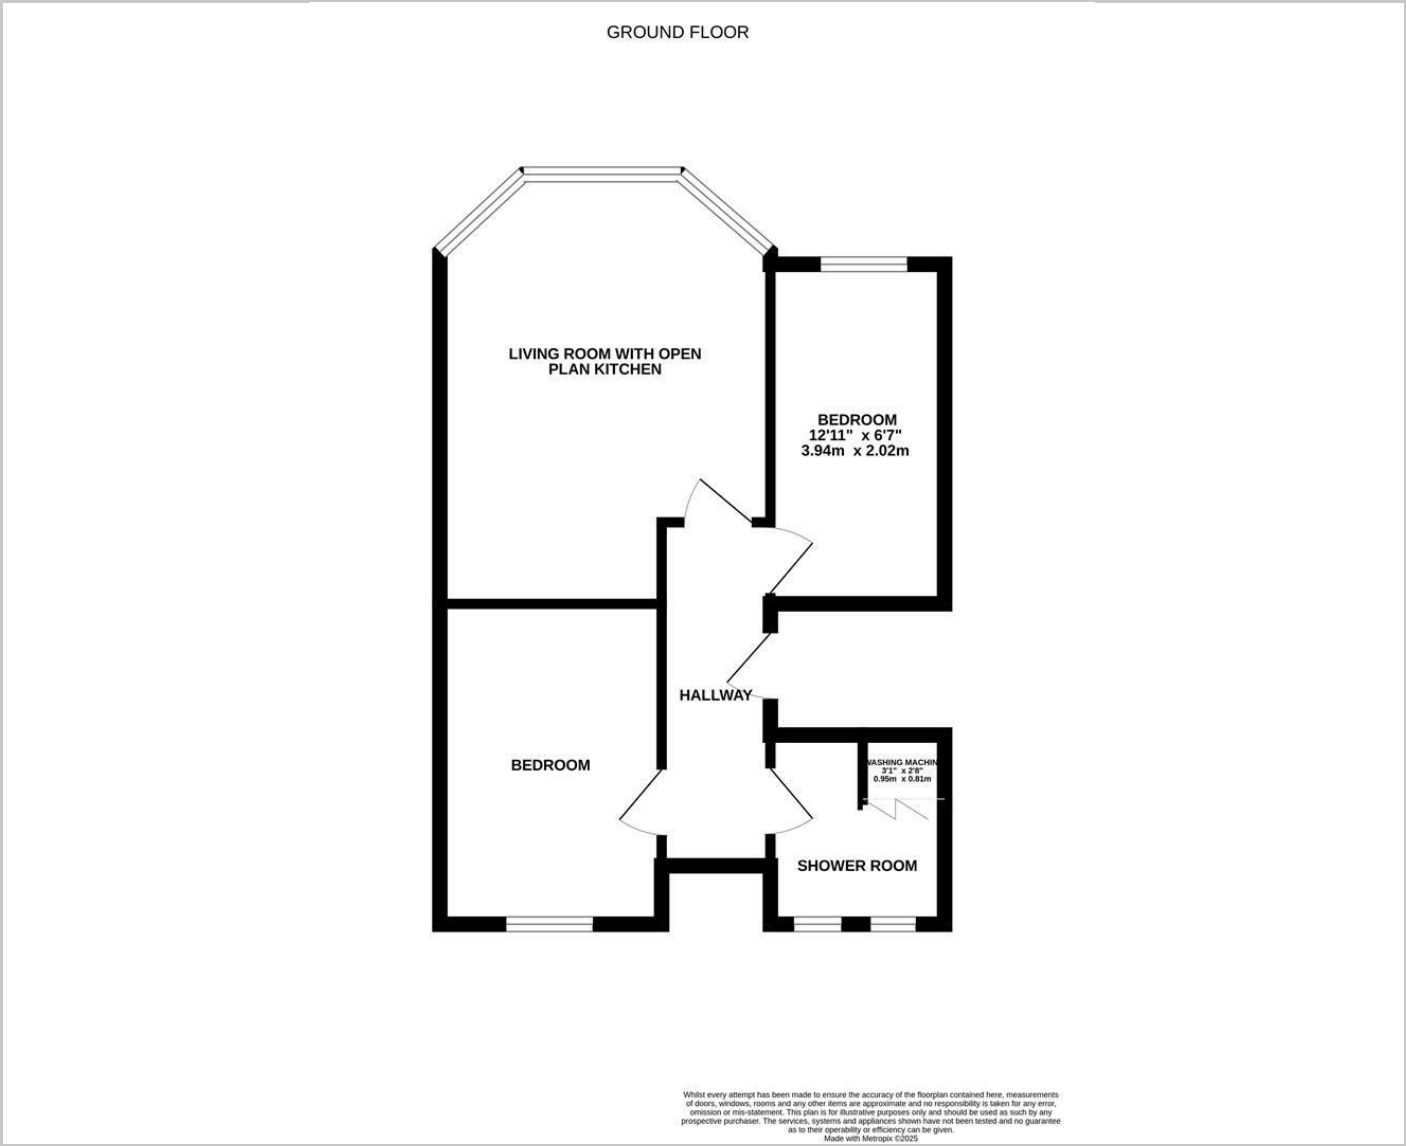 GROUND FLOOR
LIVING ROOM WITH OPEN
PLAN KITCHEN
BEDROOM
12'11" x 6'7"
3.94m x 2.02m
HALLWAY
BEDROOM
WASHING MACHIN
3'1" x 2'8"
0.95m x 0.81m
SHOWER ROOM
Whilst every attempt has been made to ensure the accuracy of the floorplan contained here, measurements
of doors, windows, rooms and any other items are approximate and no responsibility is taken for any error,
omission or mis-statement. This plan is for illustrative purposes only and should be used as such by any
prospective purchaser. The services, systems and appliances shown have not been tested and no guarantee
as to their operability or efficiency can be given.
Made with Metropix ©2025